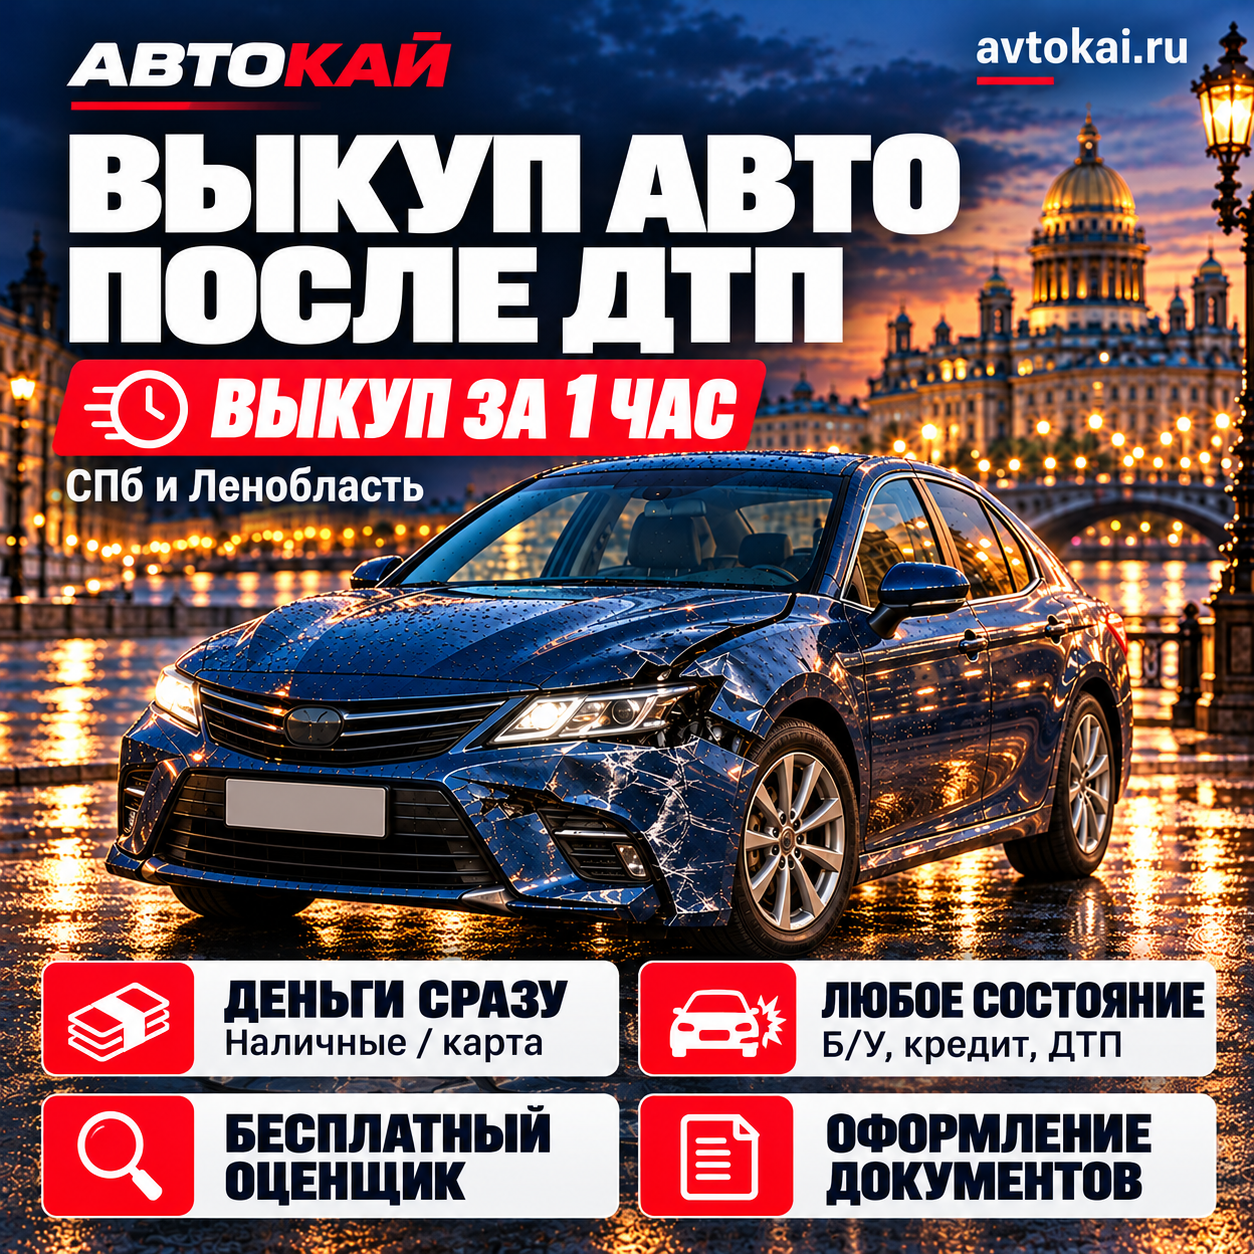 АВТОКАЙ
avtokai.ru
ВЫКУП АВТО
ПОСЛЕ ДТП
ВЫКУП ЗА 1 ЧАС
СПб и Ленобласть
ДЕНЬГИ СРАЗУ
Наличные / карта
ЛЮБОЕ СОСТОЯНИЕ
Б/У, кредит, ДТП
БЕСПЛАТНЫЙ
ОЦЕНЩИК
ОФОРМЛЕНИЕ
ДОКУМЕНТОВ